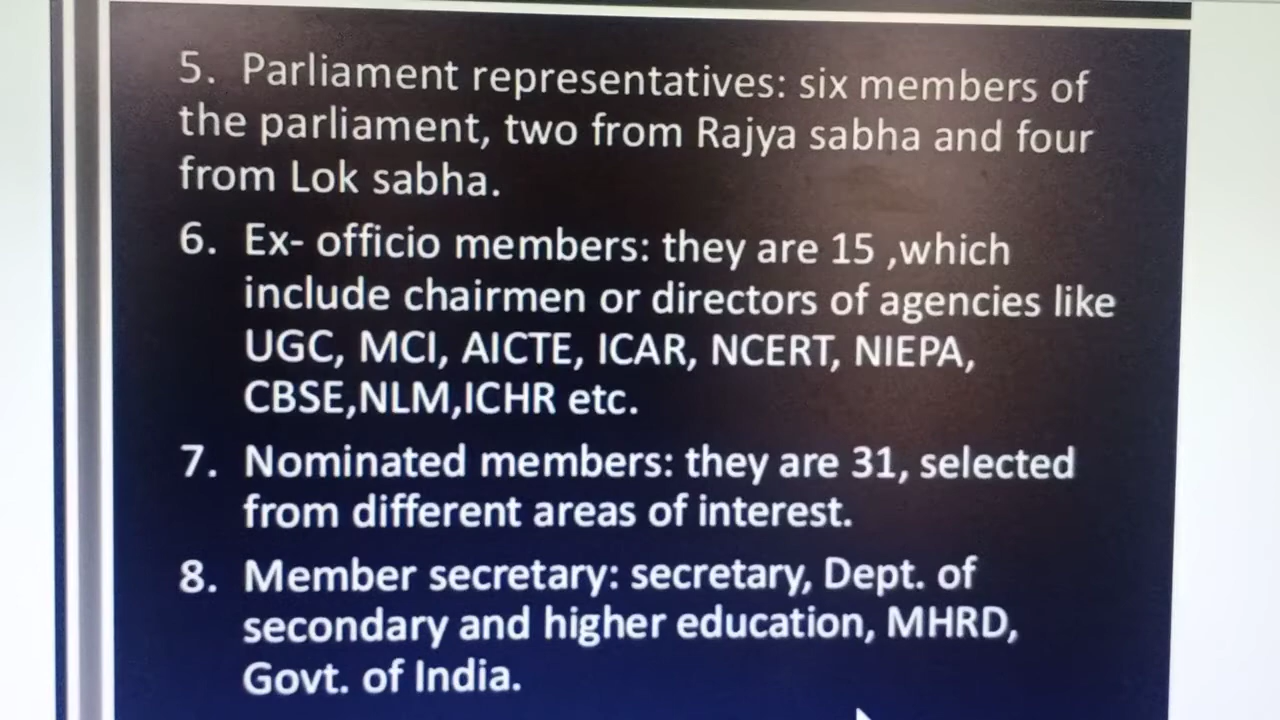 5. Parliament representatives: six members of
the parliament, two from Rajya sabha and four
from Lok sabha.
6. Ex- officio members: they are 15 ,which
include chairmen or directors of agencies like
UGC, MCI, AICTE, ICAR, NCERT, NIEPA,
CBSE,NLM,ICHR etc.
7. Nominated members: they are 31, selected
from different areas of interest.
8. Member secretary: secretary, Dept. of
secondary and higher education, MHRD,
Govt. of India.